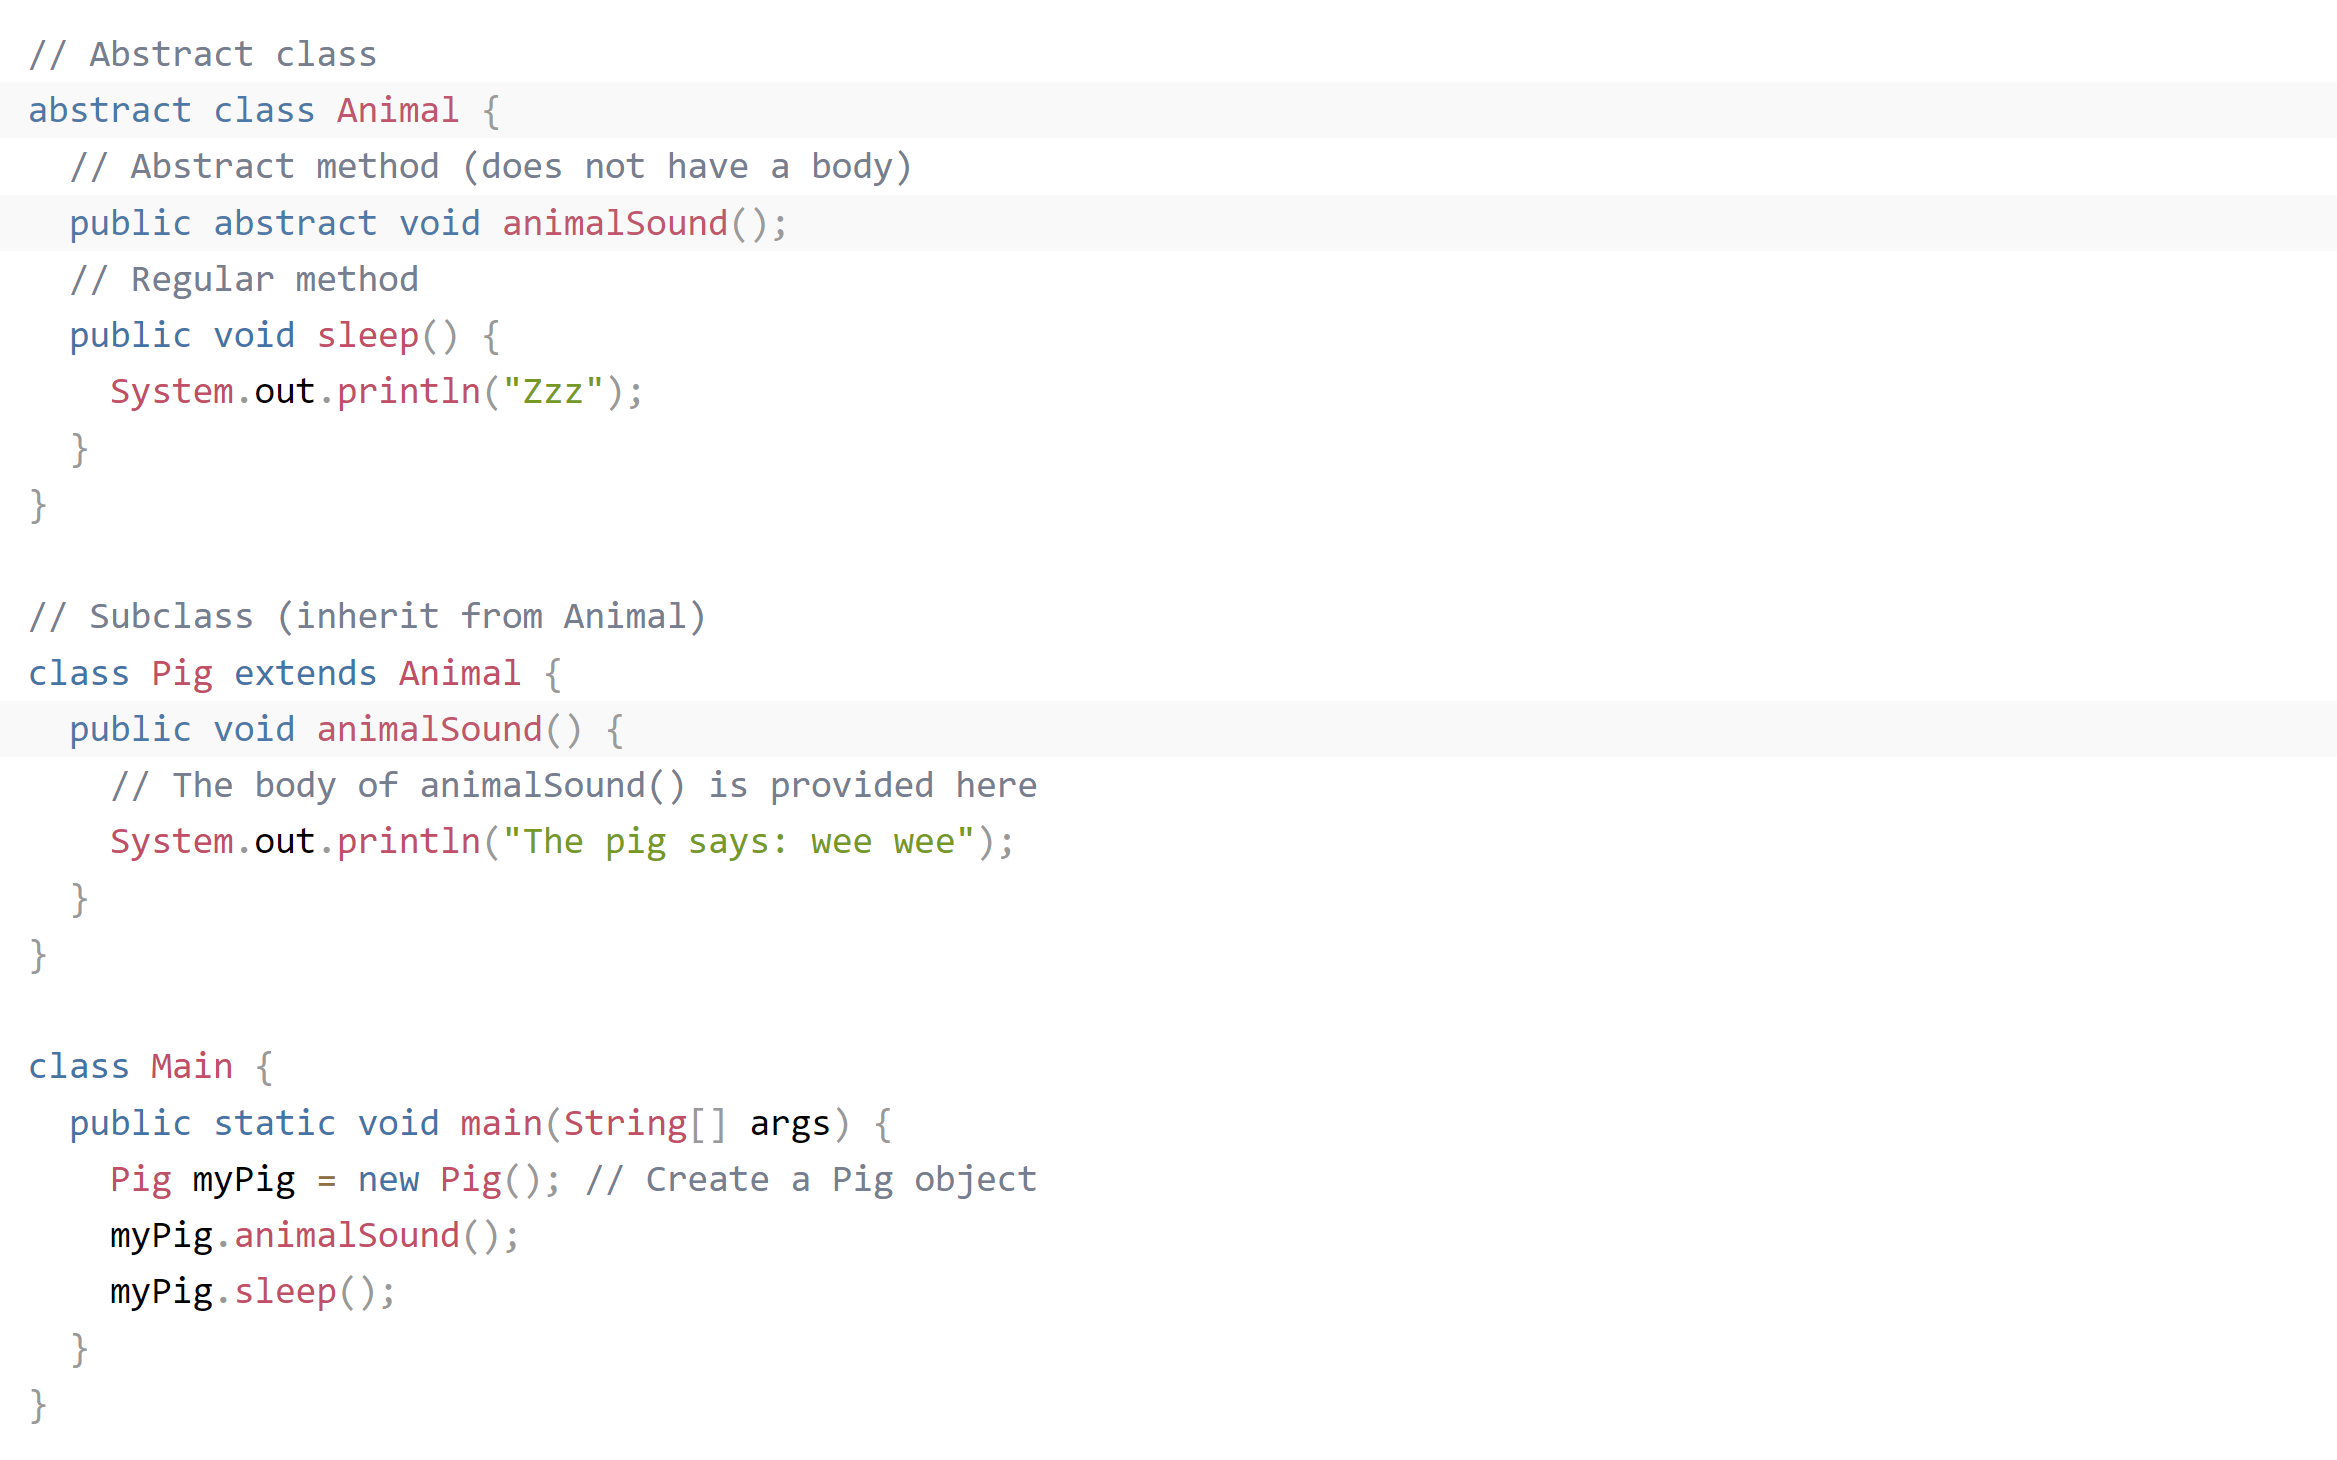 // Abstract class
abstract class Animal {
  // Abstract method (does not have a body)
  public abstract void animalSound();
  // Regular method
  public void sleep() {
    System.out.println("Zzz");
  }
}

// Subclass (inherit from Animal)
class Pig extends Animal {
  public void animalSound() {
    // The body of animalSound() is provided here
    System.out.println("The pig says: wee wee");
  }
}

class Main {
  public static void main(String[] args) {
    Pig myPig = new Pig(); // Create a Pig object
    myPig.animalSound();
    myPig.sleep();
  }
}